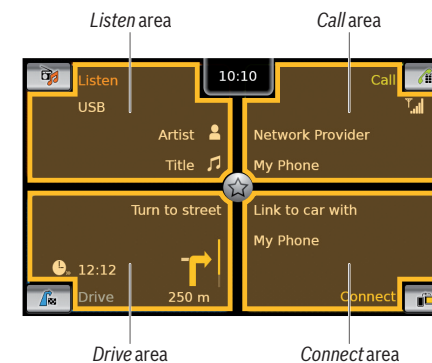 Listen area
Call area
Listen
10:10
Call
USB
Artist
Title
Network Provider
My Phone
Turn to street
12:12
Drive
250 m
Link to car with
My Phone
Connect
Drive area
Connect area